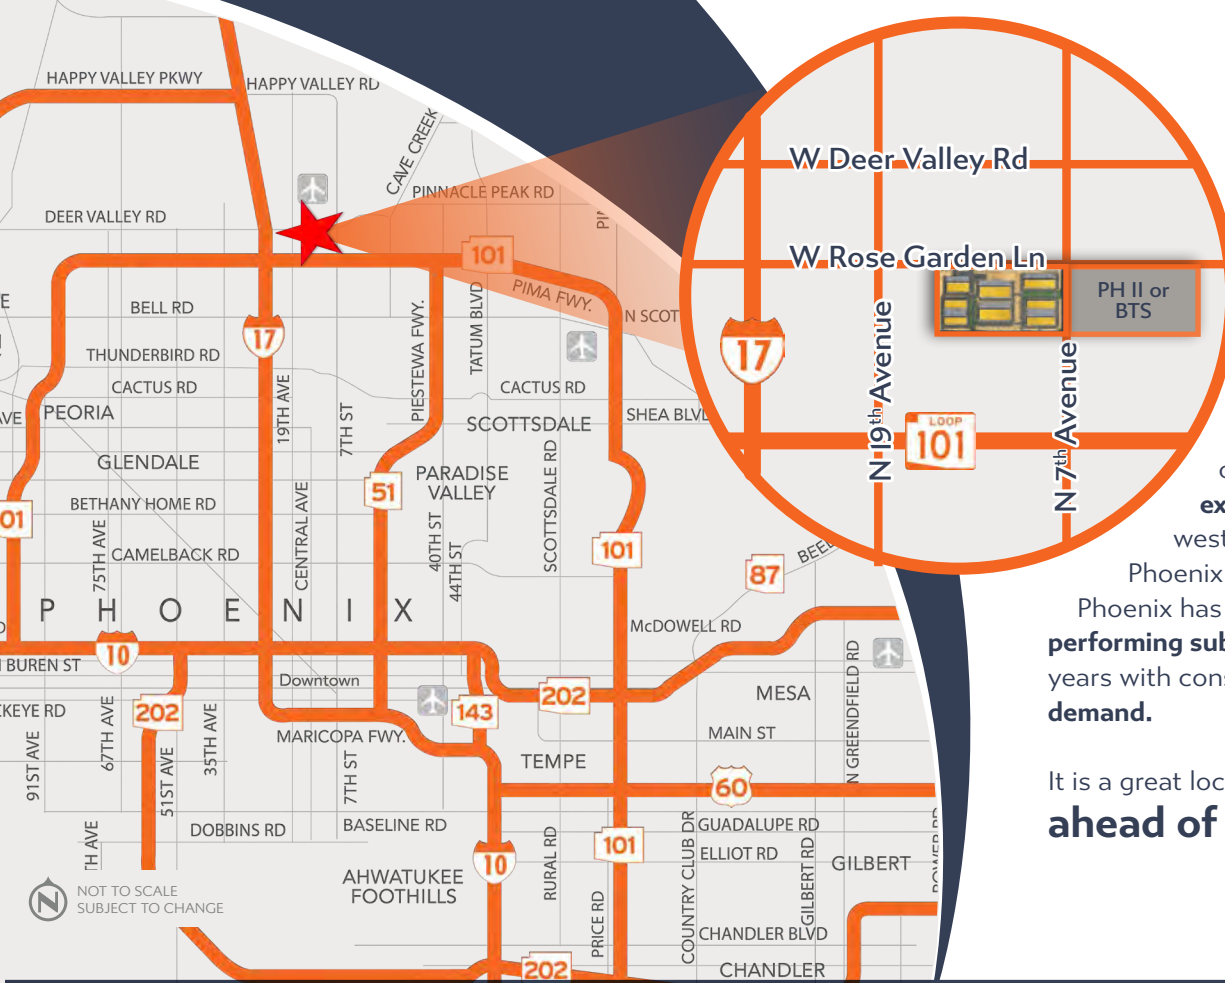 HAPPY VALLEY PKWY
HAPPY VALLEY RD
CAVE CREEK
PINNACLE PEAK RD
DEER VALLEY RD
101
PIMA FWY.
BELL RD
17
THUNDERBIRD RD
CACTUS RD
PEORIA
19TH AVE
7TH ST
PIESTEWA FWY.
TATUM BLVD
CACTUS RD
SCOTTSDALE
SHEA BLVD
GLENDALE
PARADISE
VALLEY
51
BETHANY HOME RD
75TH AVE
CAMELBACK RD
CENTRAL AVE
40TH ST
44TH ST
SCOTTSDALE RD
101
87
PHOENIX
McDOWELL RD
10
BUREN ST
Downtown
202
143
202
MESA
N GREENFIELD RD
91ST AVE
67TH AVE
51ST AVE
35TH AVE
MARICOPA FWY.
7TH ST
TEMPE
MAIN ST
60
DOBBINS RD
BASELINE RD
10
101
GUADALUPE RD
ELLIOT RD
GILBERT
AHWATUKEE
FOOTHILLS
RURAL RD
PRICE RD
COUNTRY CLUB DR
GILBERT RD
CHANDLER BLVD
CHANDLER
202
N
NOT TO SCALE
SUBJECT TO CHANGE
W Deer Valley Rd
W Rose Garden Ln
PH II or
BTS
17
N 19th Avenue
LOOP
101
N 7th Avenue
ex
west
Phoenix
Phoenix has
performing sub
years with cons
demand.
It is a great loc
ahead of